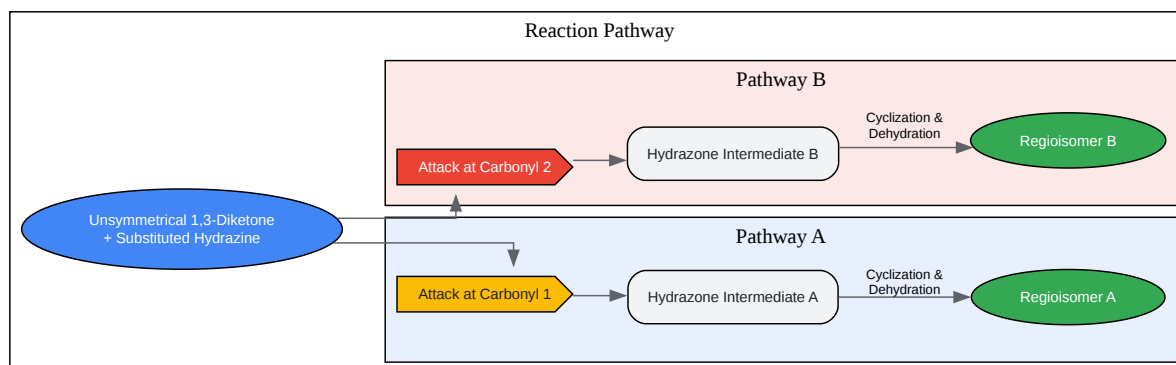 Reaction Pathway
Pathway B
Cyclization &
Dehydration
Attack at Carbonyl 2
Hydrazone Intermediate B
Regioisomer B
Unsymmetrical 1,3-Diketone
+ Substituted Hydrazine
Pathway A
Cyclization &
Dehydration
Attack at Carbonyl 1
Hydrazone Intermediate A
Regioisomer A